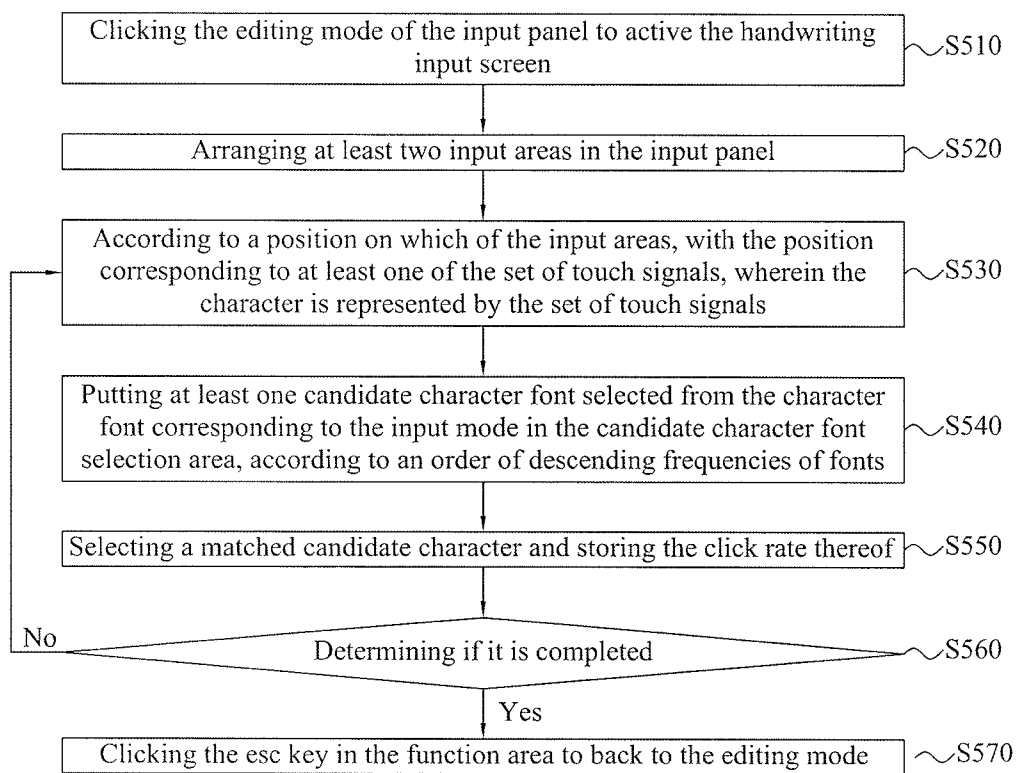 Clicking the editing mode of the input panel to active the handwriting
input screen
S510
Arranging at least two input areas in the input panel
S520
According to a position on which of the input areas, with the position
corresponding to at least one of the set of touch signals, wherein the
character is represented by the set of touch signals
S530
Putting at least one candidate character font selected from the character
font corresponding to the input mode in the candidate character font
selection area, according to an order of descending frequencies of fonts
S540
Selecting a matched candidate character and storing the click rate thereof
S550
No
Determining if it is completed
S560
Yes
Clicking the esc key in the function area to back to the editing mode
S570